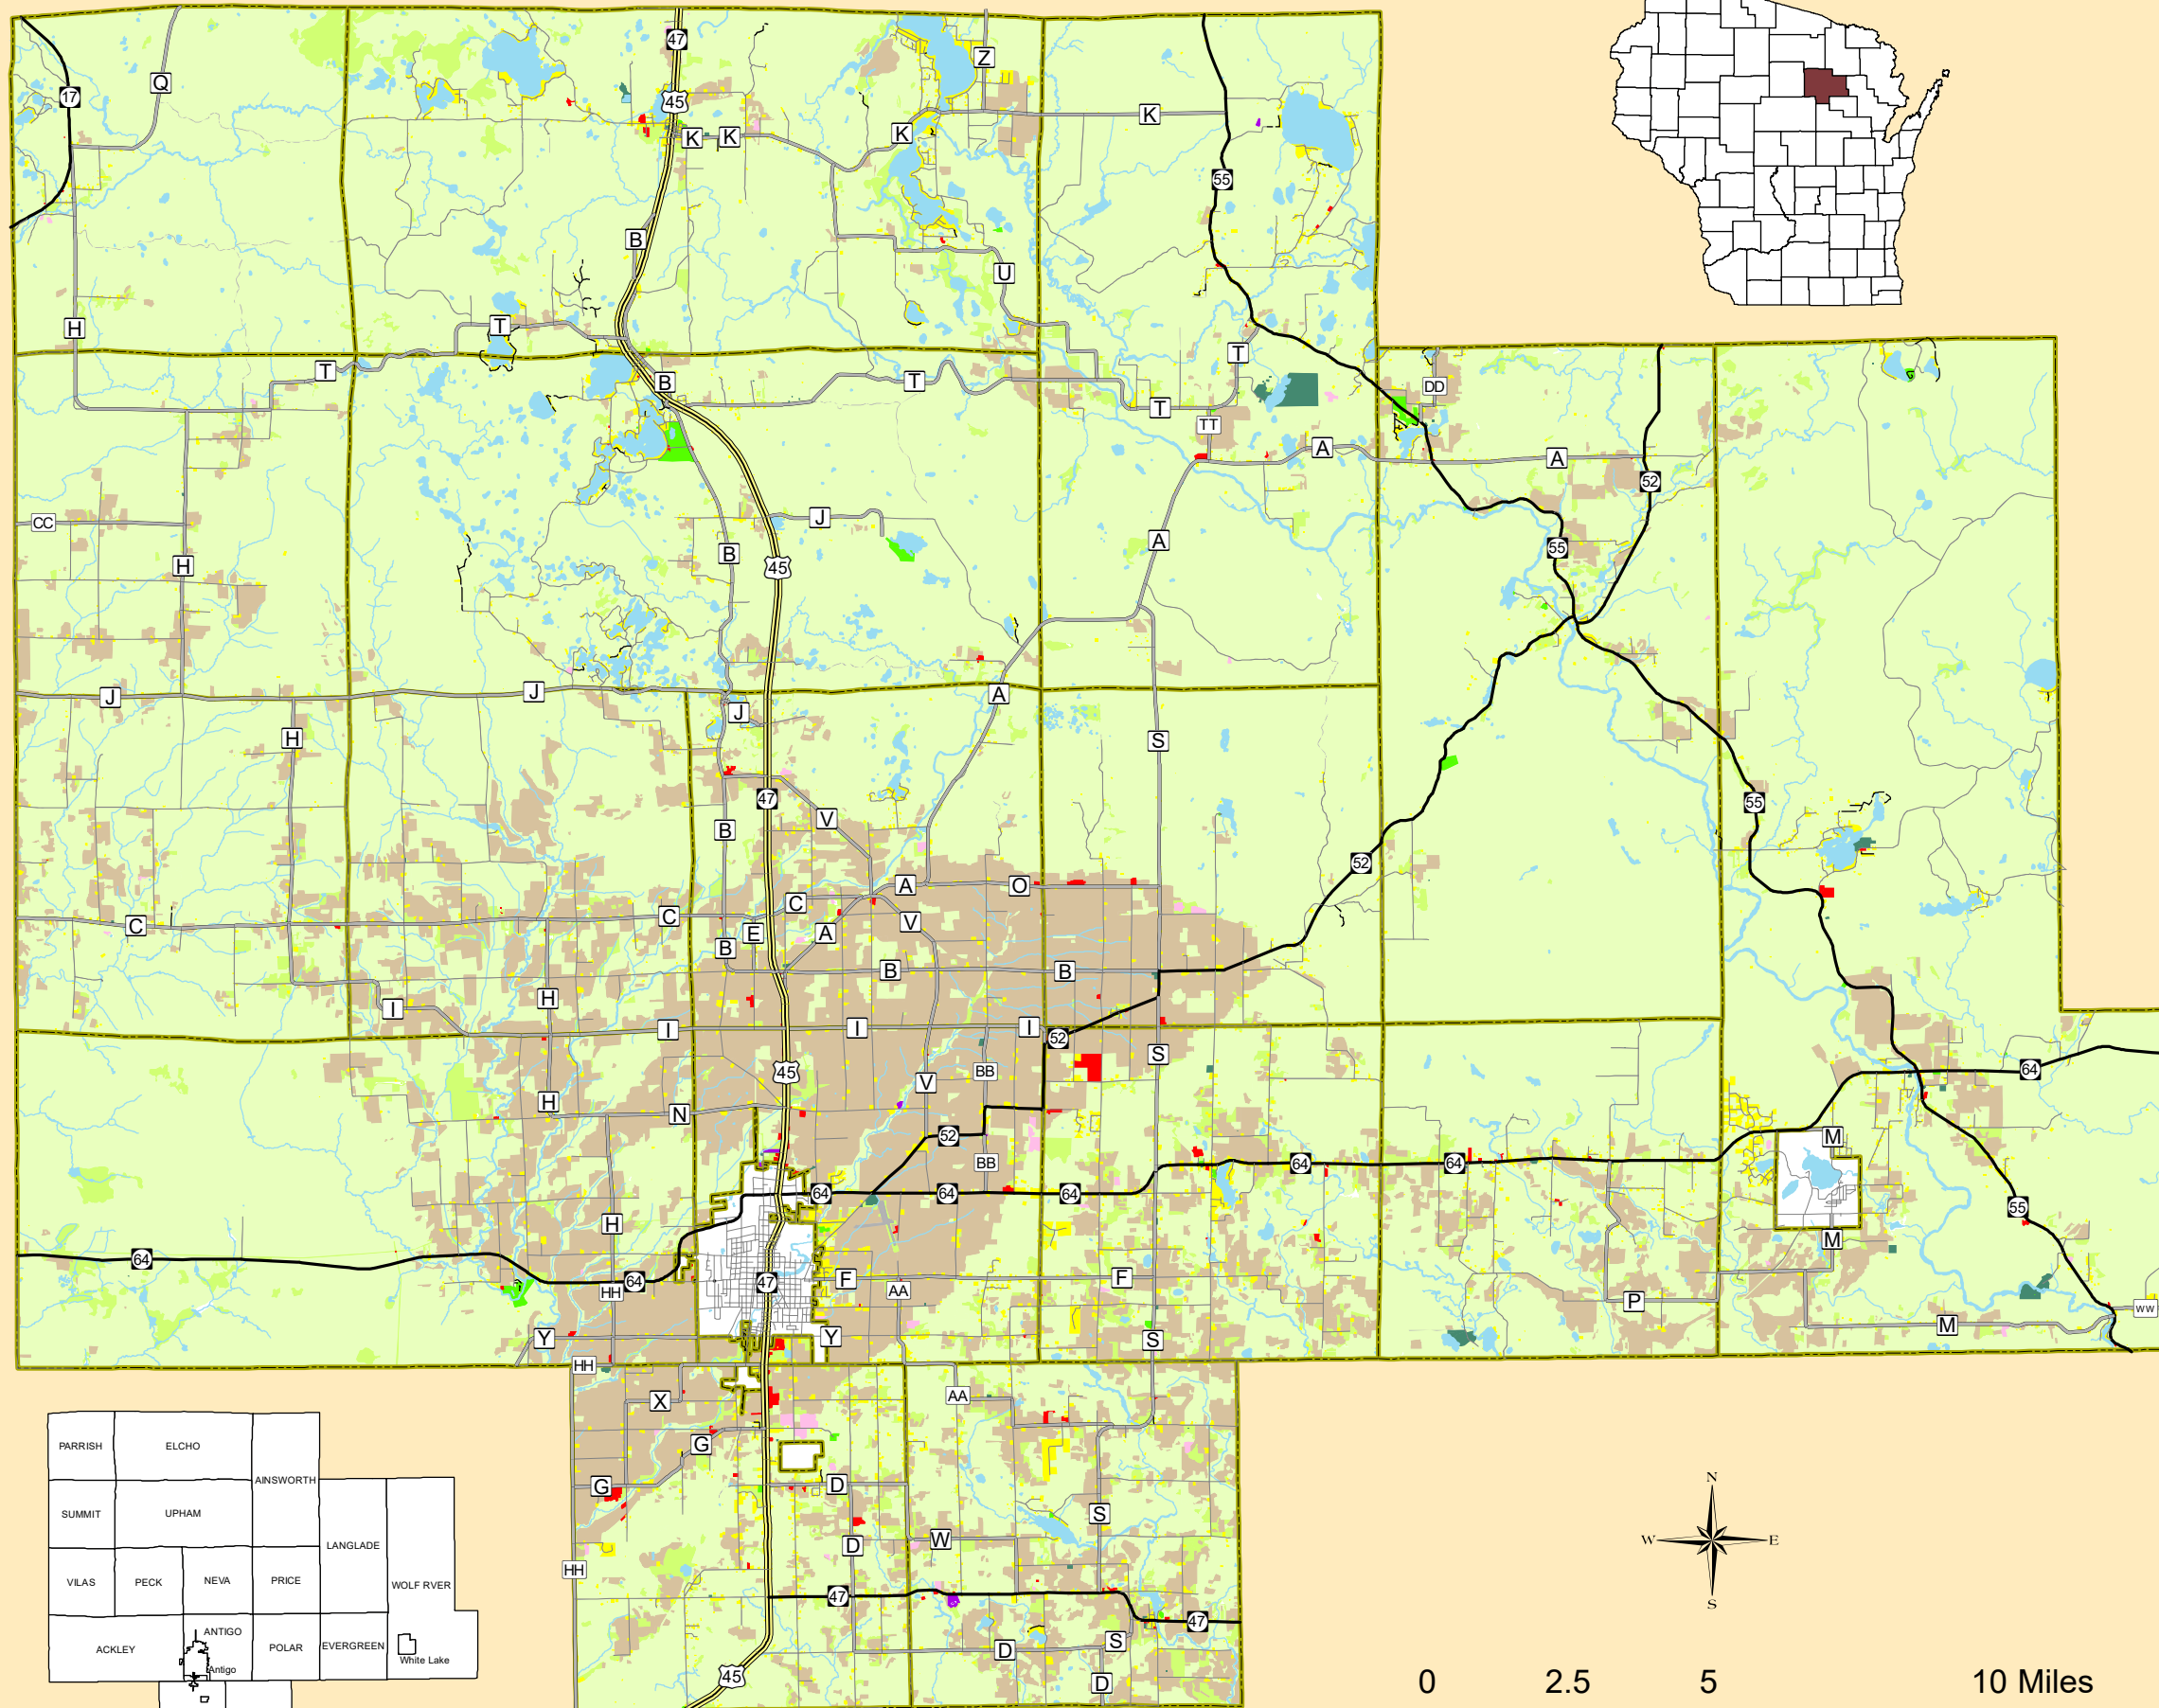 47
Z
Q
17
45
K
K
K
K
55
B
U
H
T
T
T
B
T
DD
T
TT
A
A
52
CC
J
A
55
B
H
45
J
J
A
J
H
S
47
55
V
B
52
A
O
C
C
C
V
E
A
B
B
B
H
I
I
I
I
52
S
45
BB
V
64
H
N
52
M
BB
64
64
64
64
64
55
H
M
64
F
F
64
47
HH
AA
P
WW
M
Y
Y
S
HH
AA
X
G
D
G
S
W
D
HH
47
47
S
D
45
D
PARRISH
ELCHO
AINSWORTH
SUMMIT
UPHAM
LANGLADE
VILAS
PECK
NEVA
PRICE
WOLF RVER
ANTIGO
ACKLEY
POLAR
EVERGREEN
White Lake
Antigo
N
W
E
S
0 2.5 5 10 Miles